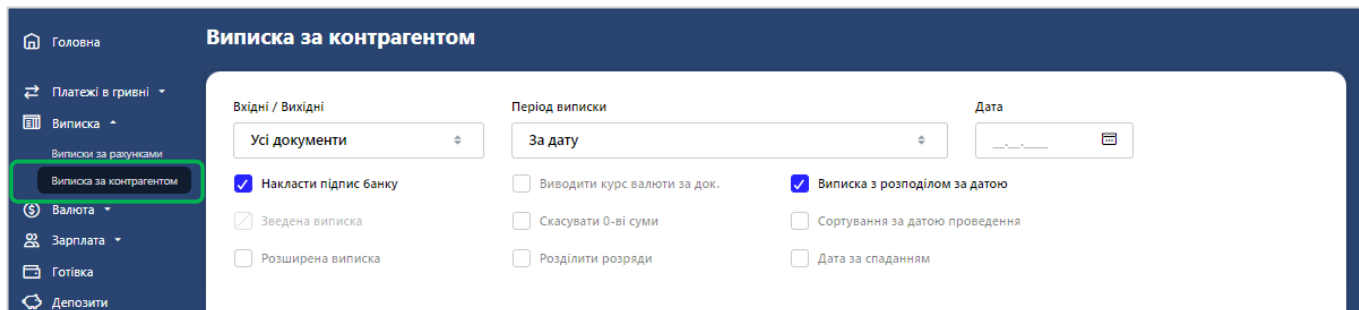 Головна
Платежі в гривні
Виписка
Виписки за рахунками
Виписка за контрагентом
Валюта
Зарплата
Готівка
Депозити
Виписка за контрагентом
Вхідні / Вихідні
Період виписки
Дата
Усі документи
За дату
__.__.____
Накласти підпис банку
Виводити курс валюти за док.
Виписка з розподілом за датою
Зведена виписка
Скасувати 0-ві суми
Сортування за датою проведення
Розширена виписка
Розділити розряди
Дата за спаданням